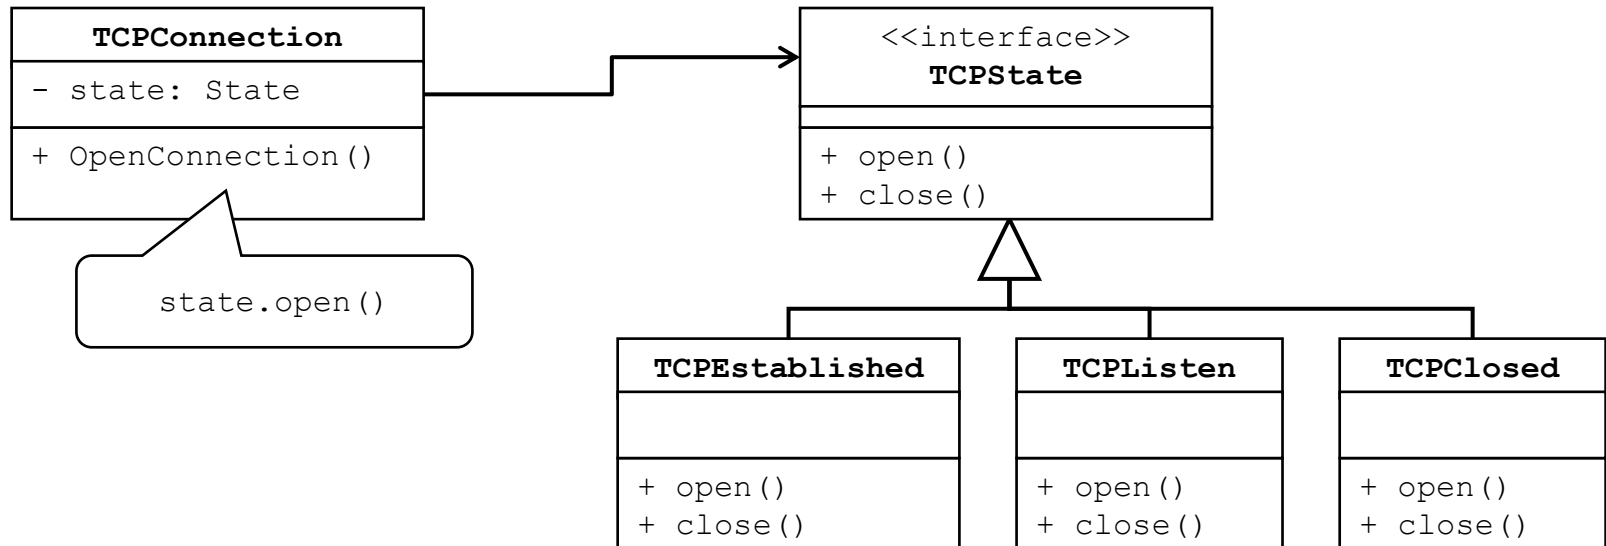 TCPConnection
- state: State
+ OpenConnection()
state.open()
<<interface>>
TCPState
+ open()
+ close()
TCPEstablished
+ open()
+ close()
TCPListen
+ open()
+ close()
TCPClosed
+ open()
+ close()